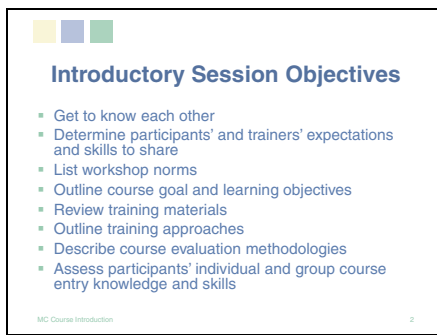 Introductory Session Objectives
▪ Get to know each other
▪ Determine participants’ and trainers’ expectations
and skills to share
▪ List workshop norms
▪ Outline course goal and learning objectives
▪ Review training materials
▪ Outline training approaches
▪ Describe course evaluation methodologies
▪ Assess participants’ individual and group course
entry knowledge and skills
MC Course Introduction 2